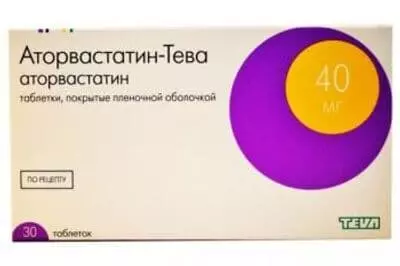 Аторвастатин-Тева
аторвастатин
таблетки, покрытые пленочной оболочкой
40
мг
ПО РЕЦЕПТУ
30 таблеток
TEVA